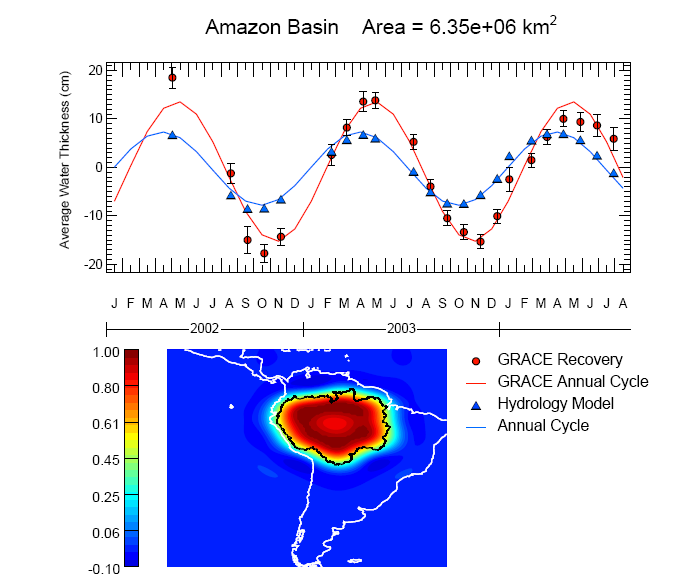 Amazon Basin Area = 6.35e+06 km²
Average Water Thickness (cm)
20
10
0
-10
-20
J F M A M J J A S O N D J F M A M J J A S O N D J F M A M J J A
2002 2003
1.00
0.80
0.61
0.45
0.25
0.06
-0.10
GRACE Recovery
GRACE Annual Cycle
Hydrology Model
Annual Cycle